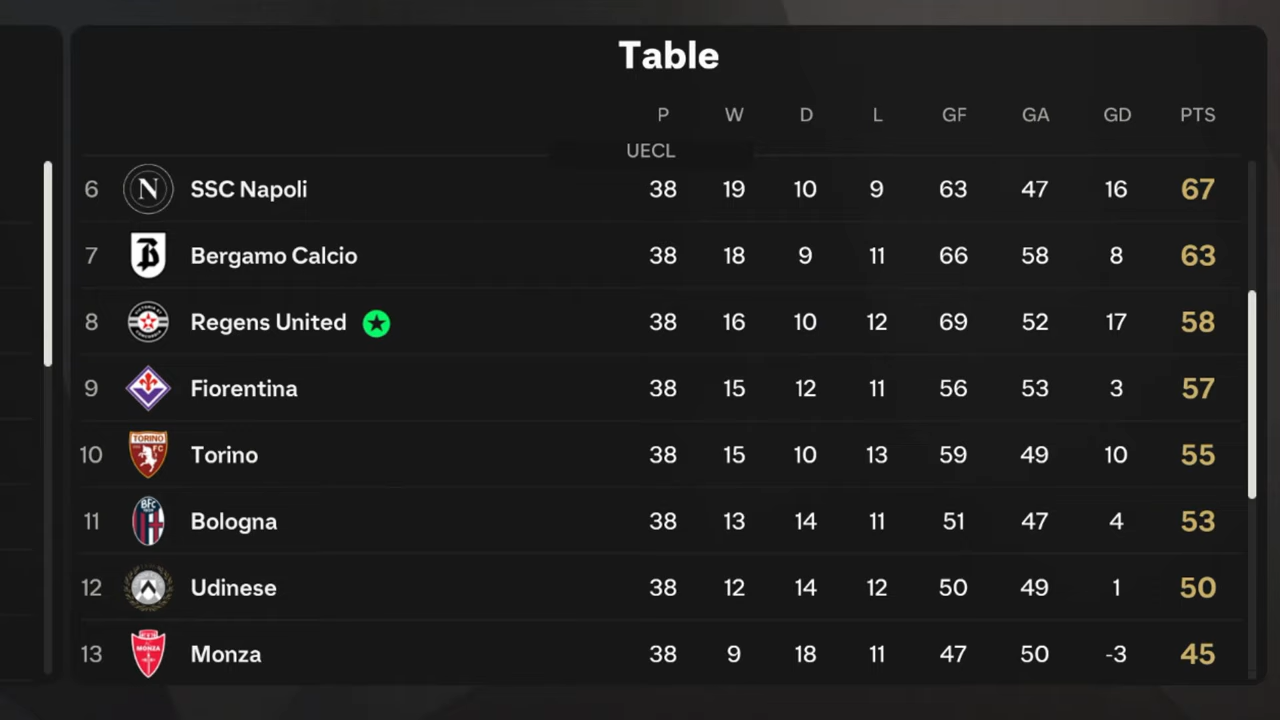 Table
P W D L GF GA GD PTS
UECL
6 N SSC Napoli 38 19 10 9 63 47 16 67
7 B Bergamo Calcio 38 18 9 11 66 58 8 63
8 Regens United 38 16 10 12 69 52 17 58
9 Fiorentina 38 15 12 11 56 53 3 57
10 TORINO FC Torino 38 15 10 13 59 49 10 55
11 BFC Bologna 38 13 14 11 51 47 4 53
12 Udinese 38 12 14 12 50 49 1 50
13 MONZA Monza 38 9 18 11 47 50 -3 45